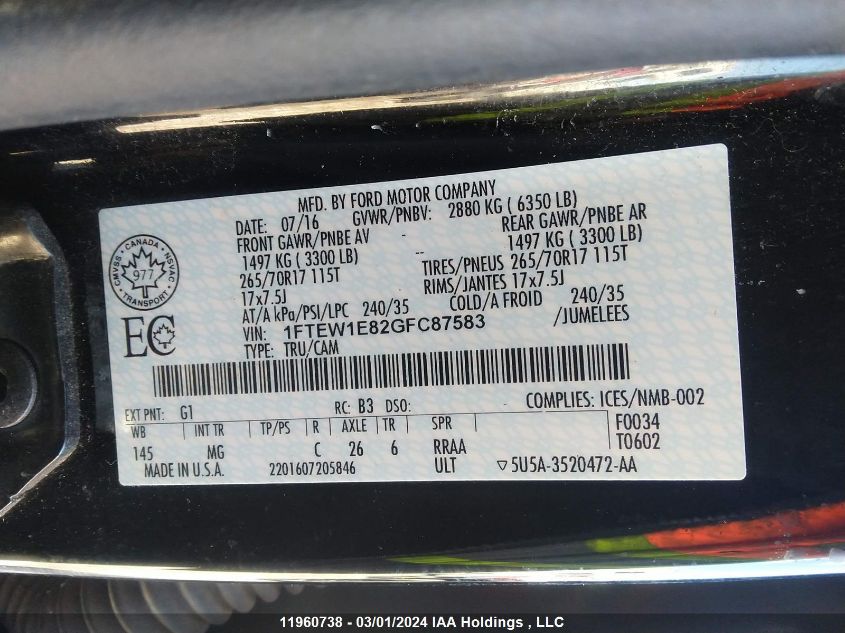 MFD. BY FORD MOTOR COMPANY
DATE: 07/16 GVWR/PNBV: 2880 KG ( 6350 LB)
FRONT GAWR/PNBE AV - REAR GAWR/PNBE AR
1497 KG ( 3300 LB) -- 1497 KG ( 3300 LB)
265/70R17 115T TIRES/PNEUS 265/70R17 115T
17x7.5J RIMS/JANTES 17x7.5J
AT/A kPa/PSI/LPC 240/35 COLD/A FROID 240/35
VIN: 1FTEW1E82GFC87583 /JUMELEES
TYPE: TRU/CAM
CMVSS • CANADA • NSVAC
977
• TRANSPORT •
EC
COMPLIES: ICES/NMB-002
EXT PNT: G1 RC: B3 DSO:
WB INT TR TP/PS R AXLE TR SPR F0034
145 MG C 26 6 RRAA T0602
MADE IN U.S.A. 2201607205846 ULT ▽5U5A-3520472-AA
11960738 - 03/01/2024 IAA Holdings , LLC